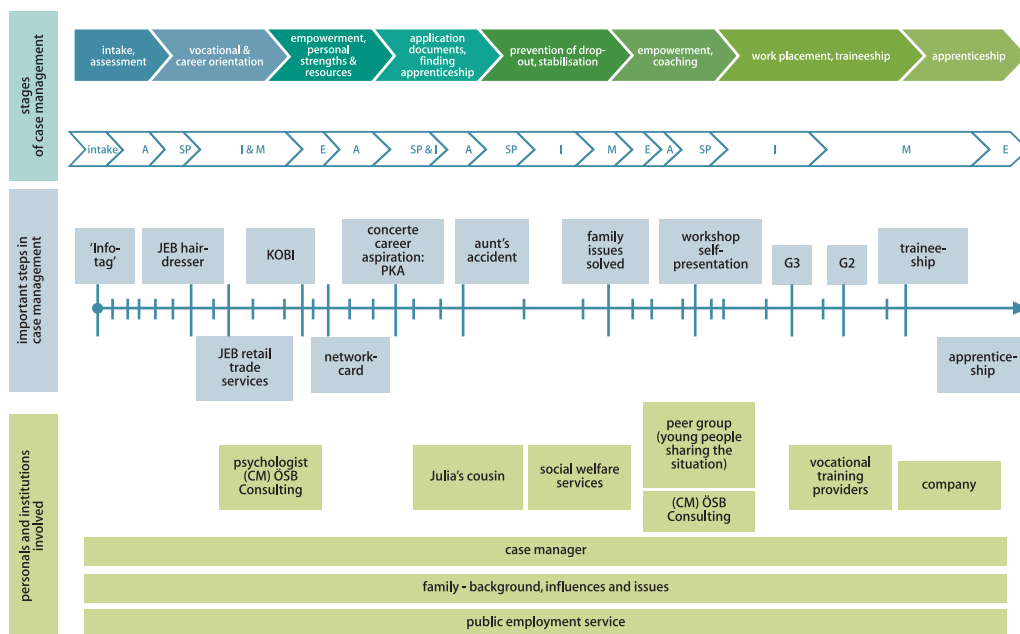 stages
of case management
intake,
assessment
vocational &
career orientation
empowerment,
personal
strengths &
resources
application
documents,
finding
apprenticeship
prevention of drop-
out, stabilisation
empowerment,
coaching
work placement, traineeship
apprenticeship
intake
A
SP
I & M
E
A
SP & I
A
SP
I
M
E
A
SP
I
M
E
important steps in
case management
'Info-
tag'
JEB hair-
dresser
KOBI
concerte
career
aspiration:
PKA
aunt's
accident
family
issues
solved
workshop
self-
presentation
G3
G2
trainee-
ship
JEB retail
trade
services
network-
card
apprentice-
ship
personals and institutions
involved
psychologist
(CM) ÖSB
Consulting
Julia's cousin
social welfare
services
peer group
(young people
sharing the
situation)
(CM) ÖSB
Consulting
vocational
training
providers
company
case manager
family - background, influences and issues
public employment service